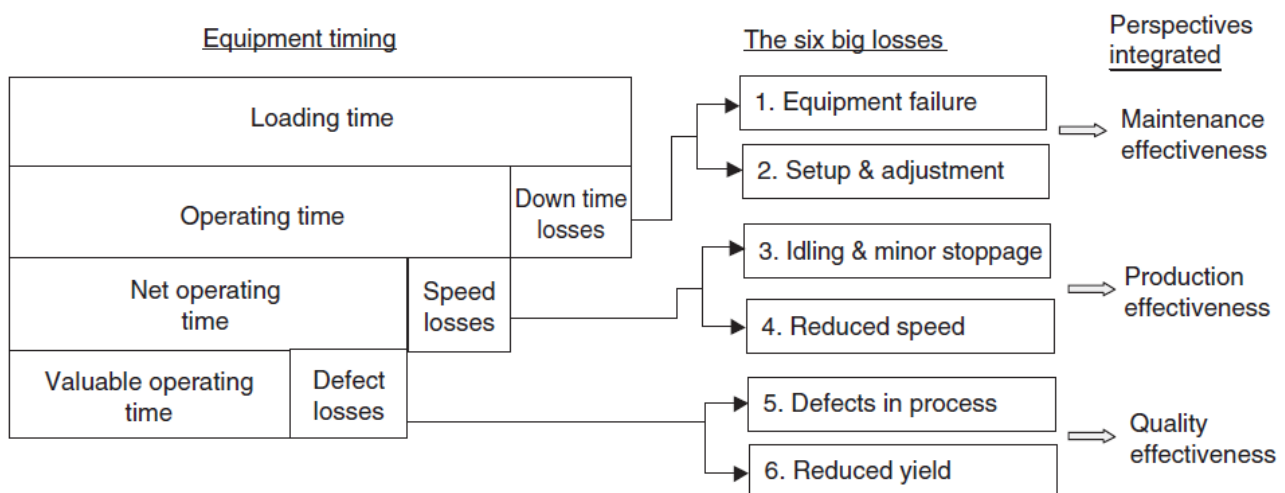 Equipment timing
The six big losses
Perspectives
integrated
Loading time
1. Equipment failure
Maintenance
effectiveness
2. Setup & adjustment
Operating time
Down time
losses
3. Idling & minor stoppage
Net operating
time
Speed
losses
Production
effectiveness
4. Reduced speed
Valuable operating
time
Defect
losses
5. Defects in process
Quality
effectiveness
6. Reduced yield